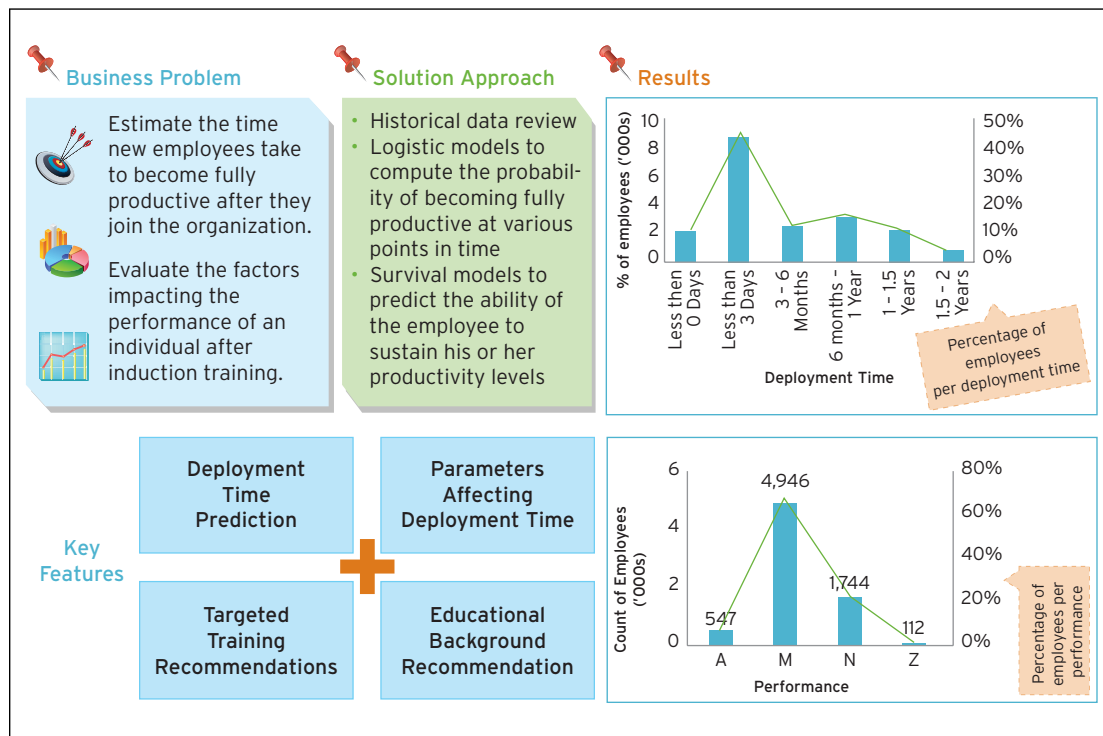 Business Problem
Estimate the time
new employees take
to become fully
productive after they
join the organization.
Evaluate the factors
impacting the
performance of an
individual after
induction training.
Solution Approach
• Historical data review
• Logistic models to
compute the probabil-
ity of becoming fully
productive at various
points in time
• Survival models to
predict the ability of
the employee to
sustain his or her
productivity levels
Results
% of employees ('000s)
10
8
6
4
2
0
50%
40%
30%
20%
10%
0%
Less then
0 Days
Less than
3 Days
3 - 6
Months
6 months -
1 Year
1 - 1.5
Years
1.5 - 2
Years
Deployment Time
Percentage of
employees
per deployment time
Key
Features
Deployment
Time
Prediction
Parameters
Affecting
Deployment Time
Targeted
Training
Recommendations
Educational
Background
Recommendation
Count of Employees
('000s)
6
4
2
0
547
4,946
1,744
112
80%
60%
40%
20%
0%
A
M
N
Z
Performance
Percentage of
employees per
performance